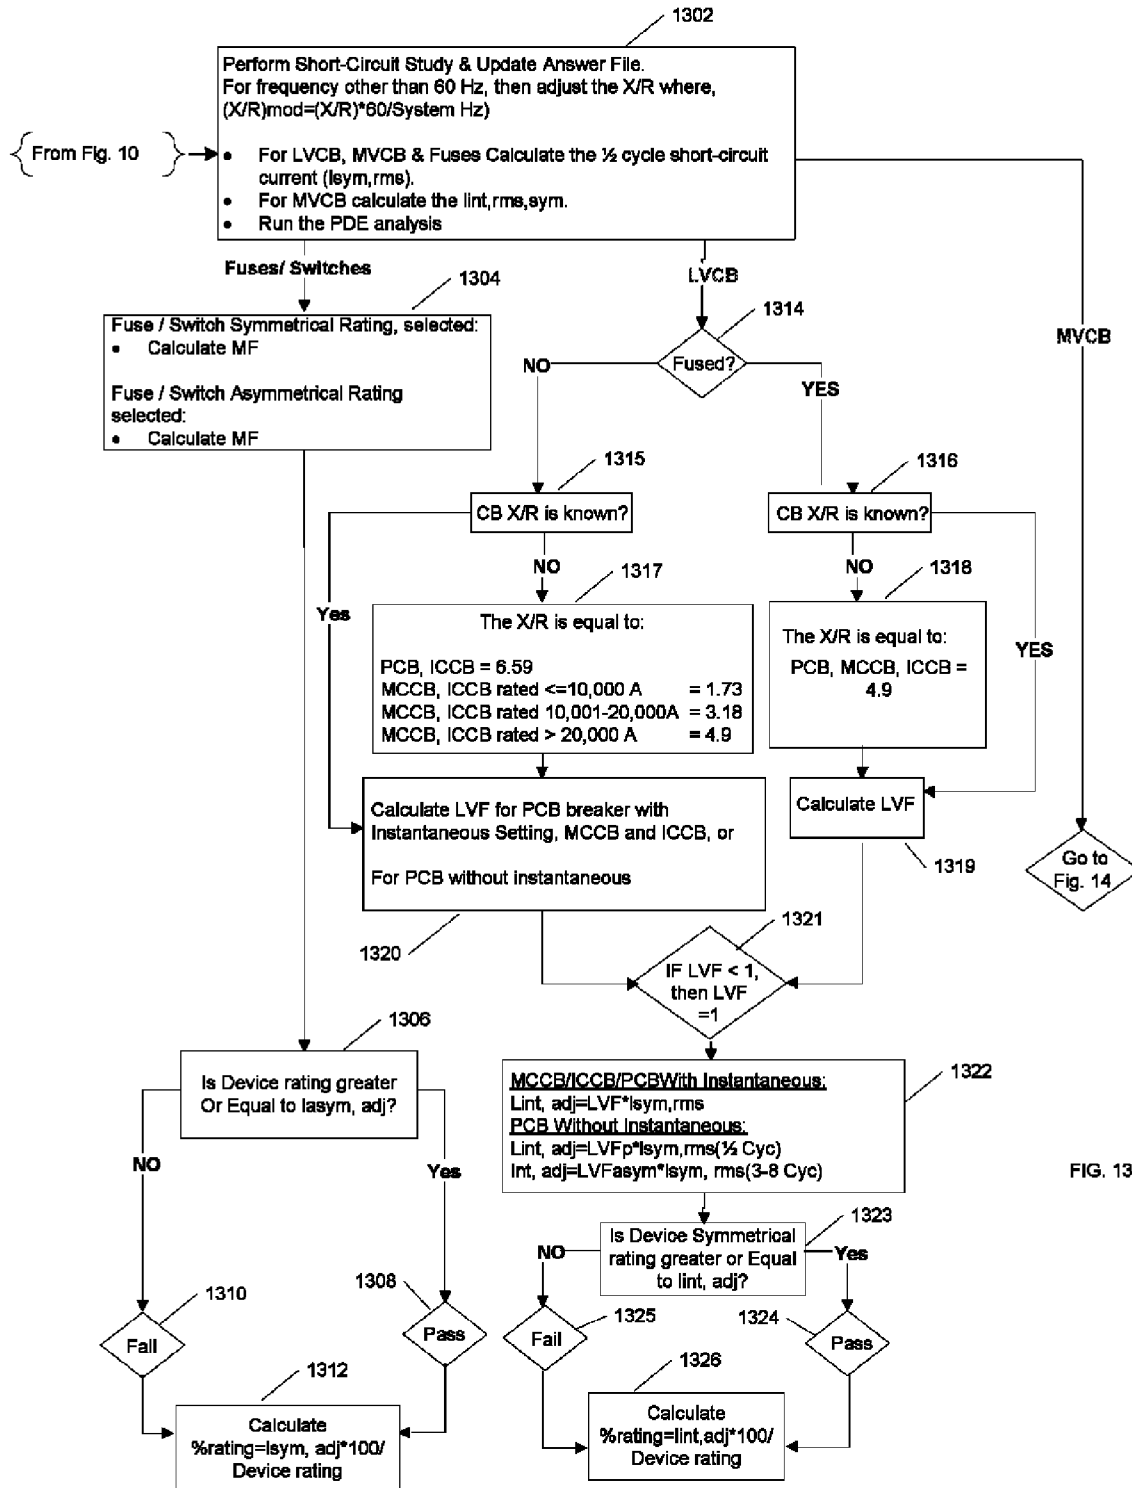 1302
Perform Short-Circuit Study & Update Answer File.
For frequency other than 60 Hz, then adjust the X/R where,
(X/R)mod=(X/R)*60/System Hz)
• For LVCB, MVCB & Fuses Calculate the ½ cycle short-circuit
current (Isym,rms).
• For MVCB calculate the Iint,rms,sym.
• Run the PDE analysis
From Fig. 10
Fuses/ Switches
LVCB
MVCB
1304
Fuse / Switch Symmetrical Rating, selected:
• Calculate MF
Fuse / Switch Asymmetrical Rating
selected:
• Calculate MF
1314
Fused?
NO
YES
1315
CB X/R is known?
1316
CB X/R is known?
NO
NO
Yes
YES
1317
The X/R is equal to:
PCB, ICCB = 6.59
MCCB, ICCB rated <=10,000 A = 1.73
MCCB, ICCB rated 10,001-20,000A = 3.18
MCCB, ICCB rated > 20,000 A = 4.9
1318
The X/R is equal to:
PCB, MCCB, ICCB =
4.9
Calculate LVF for PCB breaker with
Instantaneous Setting, MCCB and ICCB, or
For PCB without instantaneous
1320
Calculate LVF
1319
Go to
Fig. 14
1321
IF LVF < 1,
then LVF
=1
1306
Is Device rating greater
Or Equal to Iasym, adj?
NO
Yes
1322
MCCB/ICCB/PCBWith Instantaneous:
Lint, adj=LVF*Isym,rms
PCB Without Instantaneous:
Lint, adj=LVFp*Isym,rms(½ Cyc)
Int, adj=LVFasym*Isym, rms(3-8 Cyc)
FIG. 13
1323
Is Device Symmetrical
rating greater or Equal
to Iint, adj?
NO
Yes
1310
Fail
1308
Pass
1325
Fail
1324
Pass
1312
Calculate
%rating=Isym, adj*100/
Device rating
1326
Calculate
%rating=Iint,adj*100/
Device rating